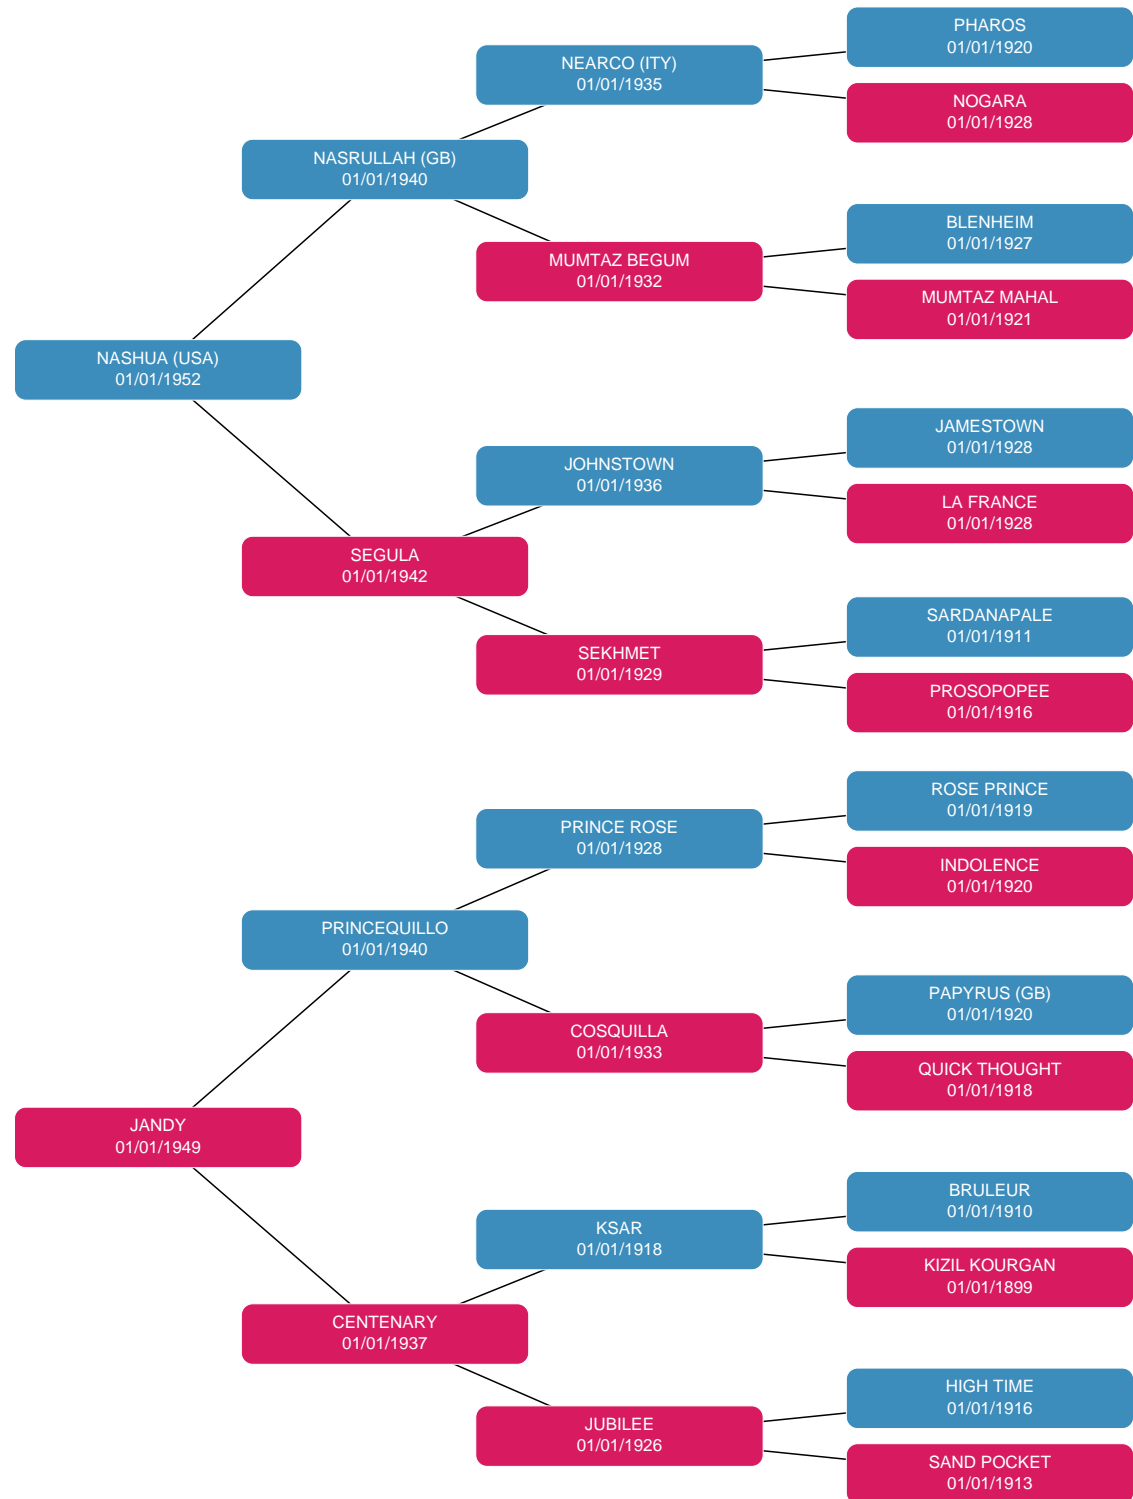 PHAROS
01/01/1920
NEARCO (ITY)
01/01/1935
NOGARA
01/01/1928
NASRULLAH (GB)
01/01/1940
BLENHEIM
01/01/1927
MUMTAZ BEGUM
01/01/1932
MUMTAZ MAHAL
01/01/1921
NASHUA (USA)
01/01/1952
JAMESTOWN
01/01/1928
JOHNSTOWN
01/01/1936
LA FRANCE
01/01/1928
SEGULA
01/01/1942
SARDANAPALE
01/01/1911
SEKHMET
01/01/1929
PROSOPOPEE
01/01/1916
ROSE PRINCE
01/01/1919
PRINCE ROSE
01/01/1928
INDOLENCE
01/01/1920
PRINCEQUILLO
01/01/1940
PAPYRUS (GB)
01/01/1920
COSQUILLA
01/01/1933
QUICK THOUGHT
01/01/1918
JANDY
01/01/1949
BRULEUR
01/01/1910
KSAR
01/01/1918
KIZIL KOURGAN
01/01/1899
CENTENARY
01/01/1937
HIGH TIME
01/01/1916
JUBILEE
01/01/1926
SAND POCKET
01/01/1913